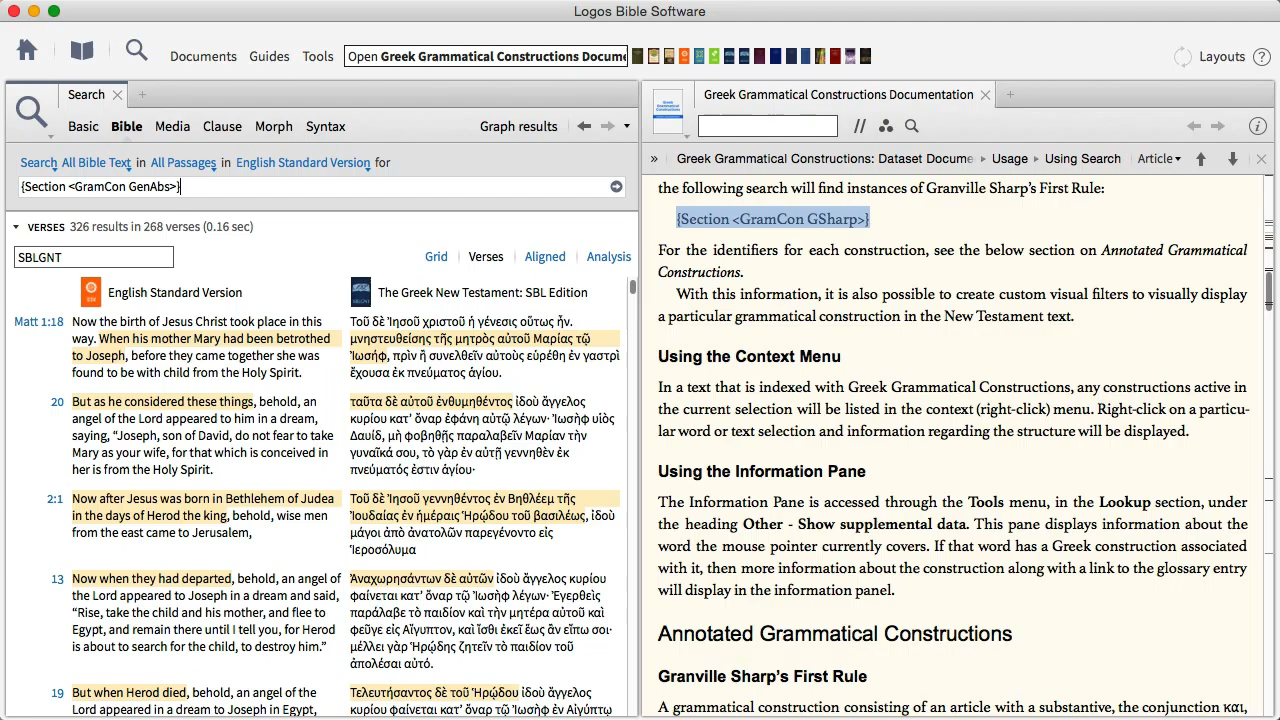 Logos Bible Software
Documents Guides Tools Open Greek Grammatical Constructions Docume
Layouts
Search
Basic Bible Media Clause Morph Syntax Graph results
Search All Bible Text in All Passages in English Standard Version for
{Section <GramCon GenAbs>}
VERSES 326 results in 268 verses (0.16 sec)
SBLGNT
Grid Verses Aligned Analysis
English Standard Version
Matt 1:18 Now the birth of Jesus Christ took place in this
way. When his mother Mary had been betrothed
to Joseph, before they came together she was
found to be with child from the Holy Spirit.
20 But as he considered these things, behold, an
angel of the Lord appeared to him in a dream,
saying, “Joseph, son of David, do not fear to take
Mary as your wife, for that which is conceived in
her is from the Holy Spirit.
2:1 Now after Jesus was born in Bethlehem of Judea
in the days of Herod the king, behold, wise men
from the east came to Jerusalem,
13 Now when they had departed, behold, an angel of
the Lord appeared to Joseph in a dream and said,
“Rise, take the child and his mother, and flee to
Egypt, and remain there until I tell you, for Herod
is about to search for the child, to destroy him.”
19 But when Herod died, behold, an angel of the
Lord appeared in a dream to Joseph in Egypt,
The Greek New Testament: SBL Edition
Τοῦ δὲ Ἰησοῦ χριστοῦ ἡ γένεσις οὕτως ἦν.
μνηστευθείσης τῆς μητρὸς αὐτοῦ Μαρίας τῷ
Ἰωσήφ, πρὶν ἢ συνελθεῖν αὐτοὺς εὑρέθη ἐν γαστρὶ
ἔχουσα ἐκ πνεύματος ἁγίου.
ταῦτα δὲ αὐτοῦ ἐνθυμηθέντος ἰδοὺ ἄγγελος
κυρίου κατ’ ὄναρ ἐφάνη αὐτῷ λέγων· Ἰωσὴφ υἱὸς
Δαυίδ, μὴ φοβηθῇς παραλαβεῖν Μαρίαν τὴν
γυναῖκά σου, τὸ γὰρ ἐν αὐτῇ γεννηθὲν ἐκ
πνεύματός ἐστιν ἁγίου·
Τοῦ δὲ Ἰησοῦ γεννηθέντος ἐν Βηθλέεμ τῆς
Ἰουδαίας ἐν ἡμέραις Ἡρῴδου τοῦ βασιλέως, ἰδοὺ
μάγοι ἀπὸ ἀνατολῶν παρεγένοντο εἰς
Ἱεροσόλυμα
Ἀναχωρησάντων δὲ αὐτῶν ἰδοὺ ἄγγελος κυρίου
φαίνεται κατ’ ὄναρ τῷ Ἰωσὴφ λέγων· Ἐγερθεὶς
παράλαβε τὸ παιδίον καὶ τὴν μητέρα αὐτοῦ καὶ
φεῦγε εἰς Αἴγυπτον, καὶ ἴσθι ἐκεῖ ἕως ἂν εἴπω σοι·
μέλλει γὰρ Ἡρῴδης ζητεῖν τὸ παιδίον τοῦ
ἀπολέσαι αὐτό.
Τελευτήσαντος δὲ τοῦ Ἡρῴδου ἰδοὺ ἄγγελος
κυρίου φαίνεται κατ’ ὄναρ τῷ Ἰωσὴφ ἐν Αἰγύπτῳ
Greek Grammatical Constructions Documentation
» Greek Grammatical Constructions: Dataset Docume Usage Using Search Article
the following search will find instances of Granville Sharp’s First Rule:
{Section <GramCon GSharp>}
For the identifiers for each construction, see the below section on Annotated Grammatical
Constructions.
With this information, it is also possible to create custom visual filters to visually display
a particular grammatical construction in the New Testament text.
Using the Context Menu
In a text that is indexed with Greek Grammatical Constructions, any constructions active in
the current selection will be listed in the context (right-click) menu. Right-click on a particu-
lar word or text selection and information regarding the structure will be displayed.
Using the Information Pane
The Information Pane is accessed through the Tools menu, in the Lookup section, under
the heading Other - Show supplemental data. This pane displays information about the
word the mouse pointer currently covers. If that word has a Greek construction associated
with it, then more information about the construction along with a link to the glossary entry
will display in the information panel.
Annotated Grammatical Constructions
Granville Sharp’s First Rule
A grammatical construction consisting of an article with a substantive, the conjunction και,